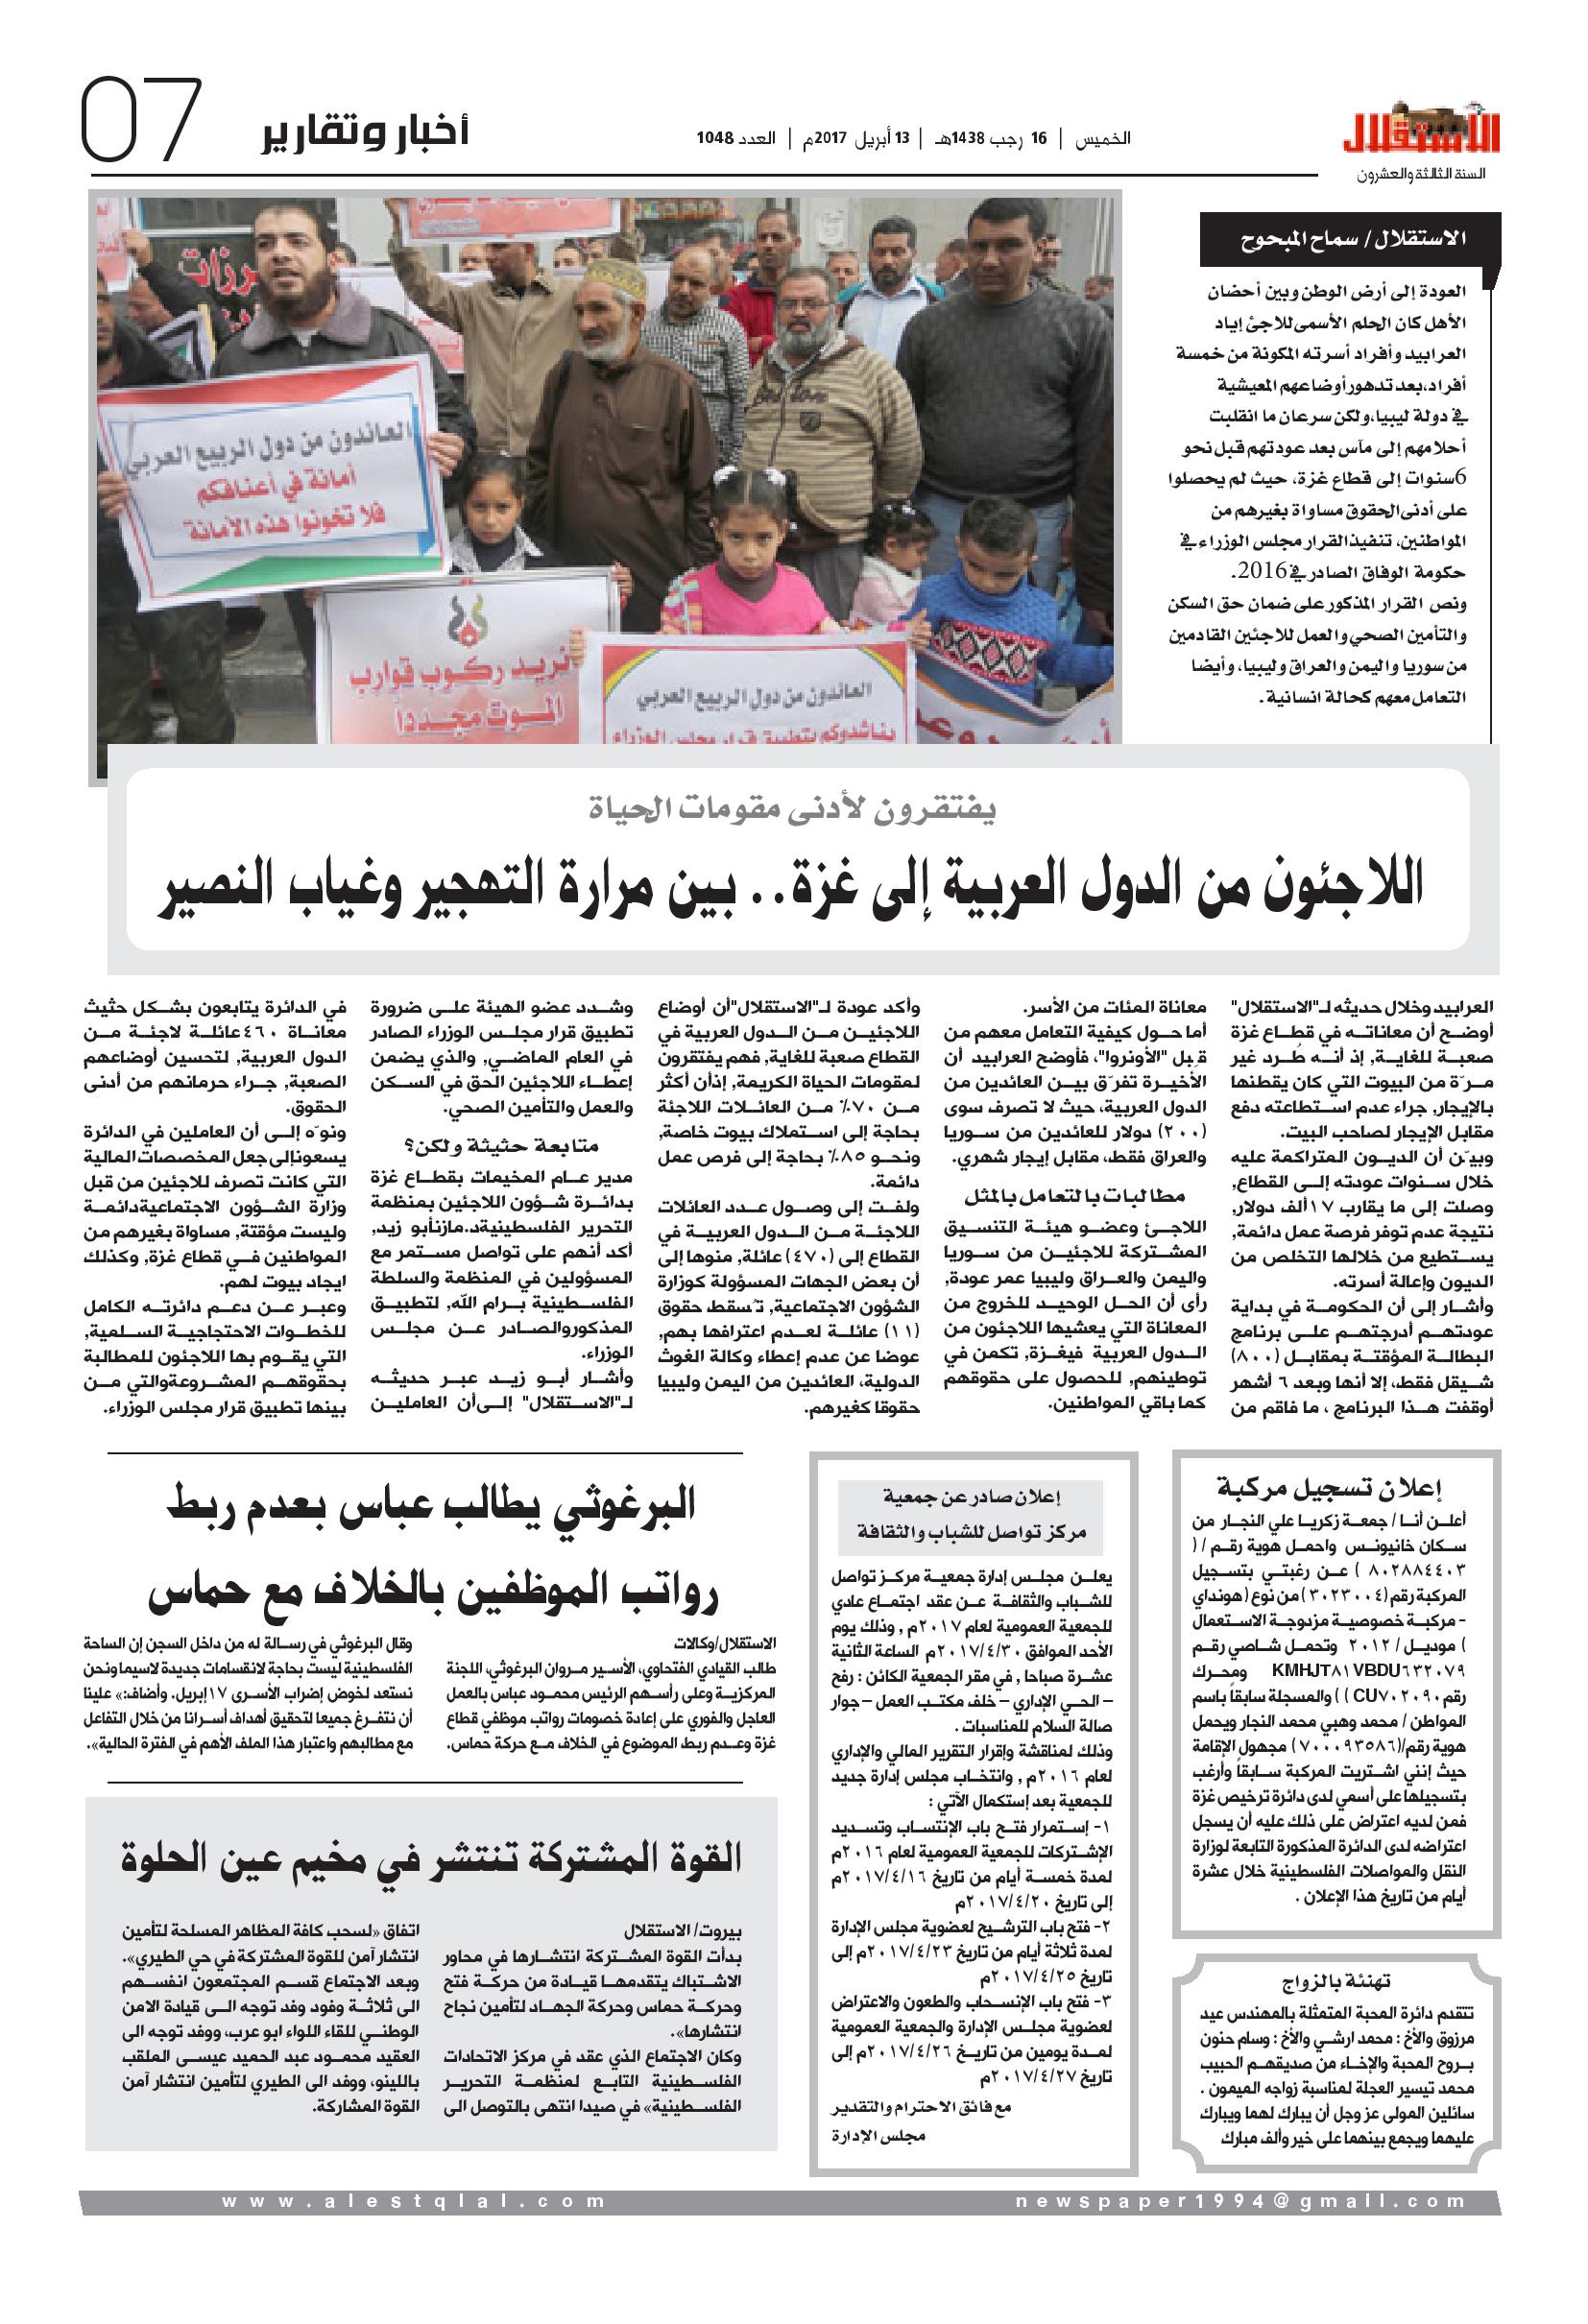 07
أخبار وتقارير
الخميس | 16 رجب 1438هـ | 13 أبريل 2017م | العدد 1048
الاستقلال
السنة الثالثة والعشرون
الاستقلال/ سماح المبحوح
العودة إلى أرض الوطن وبين أحضان
الأهل كان الحلم الأسمى للاجئ إياد
العرابيد وأفراد أسرته المكونة من خمسة
أفراد،بعد تدهور أوضاعهم المعيشية
في دولة ليبيا،ولكن سرعان ما انقلبت
أحلامهم إلى مآس بعد عودتهم قبل نحو
6سنوات إلى قطاع غزة، حيث لم يحصلوا
على أدنى الحقوق مساواة بغيرهم من
المواطنين، تنفيذالقرار مجلس الوزراء في
حكومة الوفاق الصادر في 2016.
ونص القرار المذكور على ضمان حق السكن
والتأمين الصحي والعمل للاجئين القادمين
من سوريا واليمن والعراق وليبيا، وأيضا
التعامل معهم كحالة انسانية.
العائدون من دول الربيع العربي
أمانة في أعناقكم
فلا تخونوا هذه الأمانة
نريد ركوب قوارب
الموت مجدداً
العائدون من دول الربيع العربي
يناشدوكم بتطبيق قرار مجلس الوزراء
يفتقرون لأدنى مقومات الحياة
اللاجئون من الدول العربية إلى غزة.. بين مرارة التهجير وغياب النصير
العرابيد وخلال حديثه لـ"الاستقلال"
أوضح أن معاناته في قطاع غزة
صعبة للغاية, إذ أنه طُرد غير
مرّة من البيوت التي كان يقطنها
بالإيجار, جراء عدم استطاعته دفع
مقابل الإيجار لصاحب البيت.
وبيّن أن الديون المتراكمة عليه
خلال سنوات عودته إلى القطاع,
وصلت إلى ما يقارب ١٧ألف دولار,
نتيجة عدم توفر فرصة عمل دائمة,
يستطيع من خلالها التخلص من
الديون وإعالة أسرته.
وأشار إلى أن الحكومة في بداية
عودتهم أدرجتهم على برنامج
البطالة المؤقتة بمقابل (٨٠٠)
شيقل فقط، إلا أنها وبعد ٦ أشهر
أوقفت هذا البرنامج ، ما فاقم من
معاناة المئات من الأسر.
أما حول كيفية التعامل معهم من
قبل "الأونروا"، فأوضح العرابيد أن
الأخيرة تفرّق بين العائدين من
الدول العربية، حيث لا تصرف سوى
(٢٠٠) دولار للعائدين من سوريا
والعراق فقط، مقابل إيجار شهري.
مطالبات بالتعامل بالمثل
اللاجئ وعضو هيئة التنسيق
المشتركة للاجئين من سوريا
واليمن والعراق وليبيا عمر عودة,
رأى أن الحل الوحيد للخروج من
المعاناة التي يعشيها اللاجئون من
الدول العربية فيغزة, تكمن في
توطينهم, للحصول على حقوقهم
كما باقي المواطنين.
وأكد عودة لـ"الاستقلال"أن أوضاع
اللاجئين من الدول العربية في
القطاع صعبة للغاية, فهم يفتقرون
لمقومات الحياة الكريمة, إذأن أكثر
من ٧٠٪ من العائلات اللاجئة
بحاجة إلى استملاك بيوت خاصة,
ونحو ٨٥٪ بحاجة إلى فرص عمل
دائمة.
ولفت إلى وصول عدد العائلات
اللاجئة من الدول العربية في
القطاع إلى (٤٧٠) عائلة, منوها إلى
أن بعض الجهات المسؤولة كوزارة
الشؤون الاجتماعية, تُسقط حقوق
(١١) عائلة لعدم اعترافها بهم,
عوضا عن عدم إعطاء وكالة الغوث
الدولية، العائدين من اليمن وليبيا
حقوقا كغيرهم.
وشدد عضو الهيئة على ضرورة
تطبيق قرار مجلس الوزراء الصادر
في العام الماضي, والذي يضمن
إعطاء اللاجئين الحق في السكن
والعمل والتأمين الصحي.
متابعة حثيثة ولكن؟
مدير عام المخيمات بقطاع غزة
بدائرة شؤون اللاجئين بمنظمة
التحرير الفلسطينيةد.مازنأبو زيد,
أكد أنهم على تواصل مستمر مع
المسؤولين في المنظمة والسلطة
الفلسطينية برام الله, لتطبيق
المذكوروالصادر عن مجلس
الوزراء.
وأشار أبو زيد عبر حديثه
لـ"الاستقلال" إلىأن العاملين
في الدائرة يتابعون بشكل حثيث
معاناة ٤٦٠عائلة لاجئة من
الدول العربية, لتحسين أوضاعهم
الصعبة, جراء حرمانهم من أدنى
الحقوق.
ونوّه إلى أن العاملين في الدائرة
يسعونإلى جعل المخصصات المالية
التي كانت تصرف للاجئين من قبل
وزارة الشؤون الاجتماعيةدائمة
وليست مؤقتة, مساواة بغيرهم من
المواطنين في قطاع غزة, وكذلك
ايجاد بيوت لهم.
وعبر عن دعم دائرته الكامل
للخطوات الاحتجاجية السلمية,
التي يقوم بها اللاجئون للمطالبة
بحقوقهم المشروعةوالتي من
بينها تطبيق قرار مجلس الوزراء.
إعلان تسجيل مركبة
أعلن أنا / جمعة زكريا علي النجار من
سكان خانيونس واحمل هوية رقم / (
٨٠٢٨٨٤٤٠٣ ) عن رغبتي بتسجيل
المركبة رقم (٣٠٢٣٠٠٤ ) من نوع ( هونداي
- مركبة خصوصية مزدوجة الاستعمال
) موديل / ٢٠١٢ وتحمل شاصي رقم
KMHJT٨١VBDU٦٣٢٠٧٩ ومحرك
رقم CU٧٠٢٠٩٠ ) ) والمسجلة سابقاً باسم
المواطن / محمد وهبي محمد النجار ويحمل
هوية رقم/(٧٠٠٠٩٣٥٨٦ ) مجهول الإقامة
حيث إنني اشتريت المركبة سابقاً وأرغب
بتسجيلها على أسمي لدى دائرة ترخيص غزة
فمن لديه اعتراض على ذلك عليه أن يسجل
اعتراضه لدى الدائرة المذكورة التابعة لوزارة
النقل والمواصلات الفلسطينية خلال عشرة
أيام من تاريخ هذا الإعلان .
تهنئة بالزواج
تتقدم دائرة المحبة المتمثلة بالمهندس عيد
مرزوق والأخ : محمد ارشي والأخ : وسام حنون
بروح المحبة والإخاء من صديقهم الحبيب
محمد تيسير العجلة لمناسبة زواجه الميمون .
سائلين المولى عز وجل أن يبارك لهما ويبارك
عليهما ويجمع بينهما على خير وألف مبارك
إعلان صادر عن جمعية
مركز تواصل للشباب والثقافة
يعلن مجلس إدارة جمعية مركز تواصل
للشباب والثقافة عن عقد اجتماع عادي
للجمعية العمومية لعام ٢٠١٧م , وذلك يوم
الأحد الموافق ٢٠١٧/٤/٣٠م الساعة الثانية
عشرة صباحا , في مقر الجمعية الكائن : رفح
– الحي الإداري – خلف مكتب العمل – جوار
صالة السلام للمناسبات .
وذلك لمناقشة وإقرار التقرير المالي والإداري
لعام ٢٠١٦م , وانتخاب مجلس إدارة جديد
للجمعية بعد إستكمال الآتي :
١- إستمرار فتح باب الإنتساب وتسديد
الإشتركات للجمعية العمومية لعام ٢٠١٦م
لمدة خمسة أيام من تاريخ ٢٠١٧/٤/١٦م
إلى تاريخ ٢٠١٧/٤/٢٠م
٢- فتح باب الترشيح لعضوية مجلس الإدارة
لمدة ثلاثة أيام من تاريخ ٢٠١٧/٤/٢٣م إلى
تاريخ ٢٠١٧/٤/٢٥م
٣- فتح باب الإنسحاب والطعون والاعتراض
لعضوية مجلس الإدارة والجمعية العمومية
لمدة يومين من تاريخ ٢٠١٧/٤/٢٦م إلى
تاريخ ٢٠١٧/٤/٢٧م
مع فائق الاحترام والتقدير
مجلس الإدارة
البرغوثي يطالب عباس بعدم ربط
رواتب الموظفين بالخلاف مع حماس
الاستقلال/وكالات
طالب القيادي الفتحاوي، الأسير مروان البرغوثي، اللجنة
المركزية وعلى رأسهم الرئيس محمود عباس بالعمل
العاجل والفوري على إعادة خصومات رواتب موظفي قطاع
غزة وعدم ربط الموضوع في الخلاف مع حركة حماس.
وقال البرغوثي في رسالة له من داخل السجن إن الساحة
الفلسطينية ليست بحاجة لانقسامات جديدة لاسيما ونحن
نستعد لخوض إضراب الأسرى ١٧إبريل. وأضاف:» علينا
أن نتفرغ جميعا لتحقيق أهداف أسرانا من خلال التفاعل
مع مطالبهم واعتبار هذا الملف الأهم في الفترة الحالية».
القوة المشتركة تنتشر في مخيم عين الحلوة
بيروت/ الاستقلال
بدأت القوة المشتركة انتشارها في محاور
الاشتباك يتقدمها قيادة من حركة فتح
وحركة حماس وحركة الجهاد لتأمين نجاح
انتشارها».
وكان الاجتماع الذي عقد في مركز الاتحادات
الفلسطينية التابع لمنظمة التحرير
الفلسطينية» في صيدا انتهى بالتوصل الى
اتفاق «لسحب كافة المظاهر المسلحة لتأمين
انتشار آمن للقوة المشتركة في حي الطيري».
وبعد الاجتماع قسم المجتمعون انفسهم
الى ثلاثة وفود وفد توجه الى قيادة الامن
الوطني للقاء اللواء ابو عرب، ووفد توجه الى
العقيد محمود عبد الحميد عيسى الملقب
باللينو، ووفد الى الطيري لتأمين انتشار آمن
القوة المشاركة.
www.alestqlal.com
newspaper1994@gmail.com